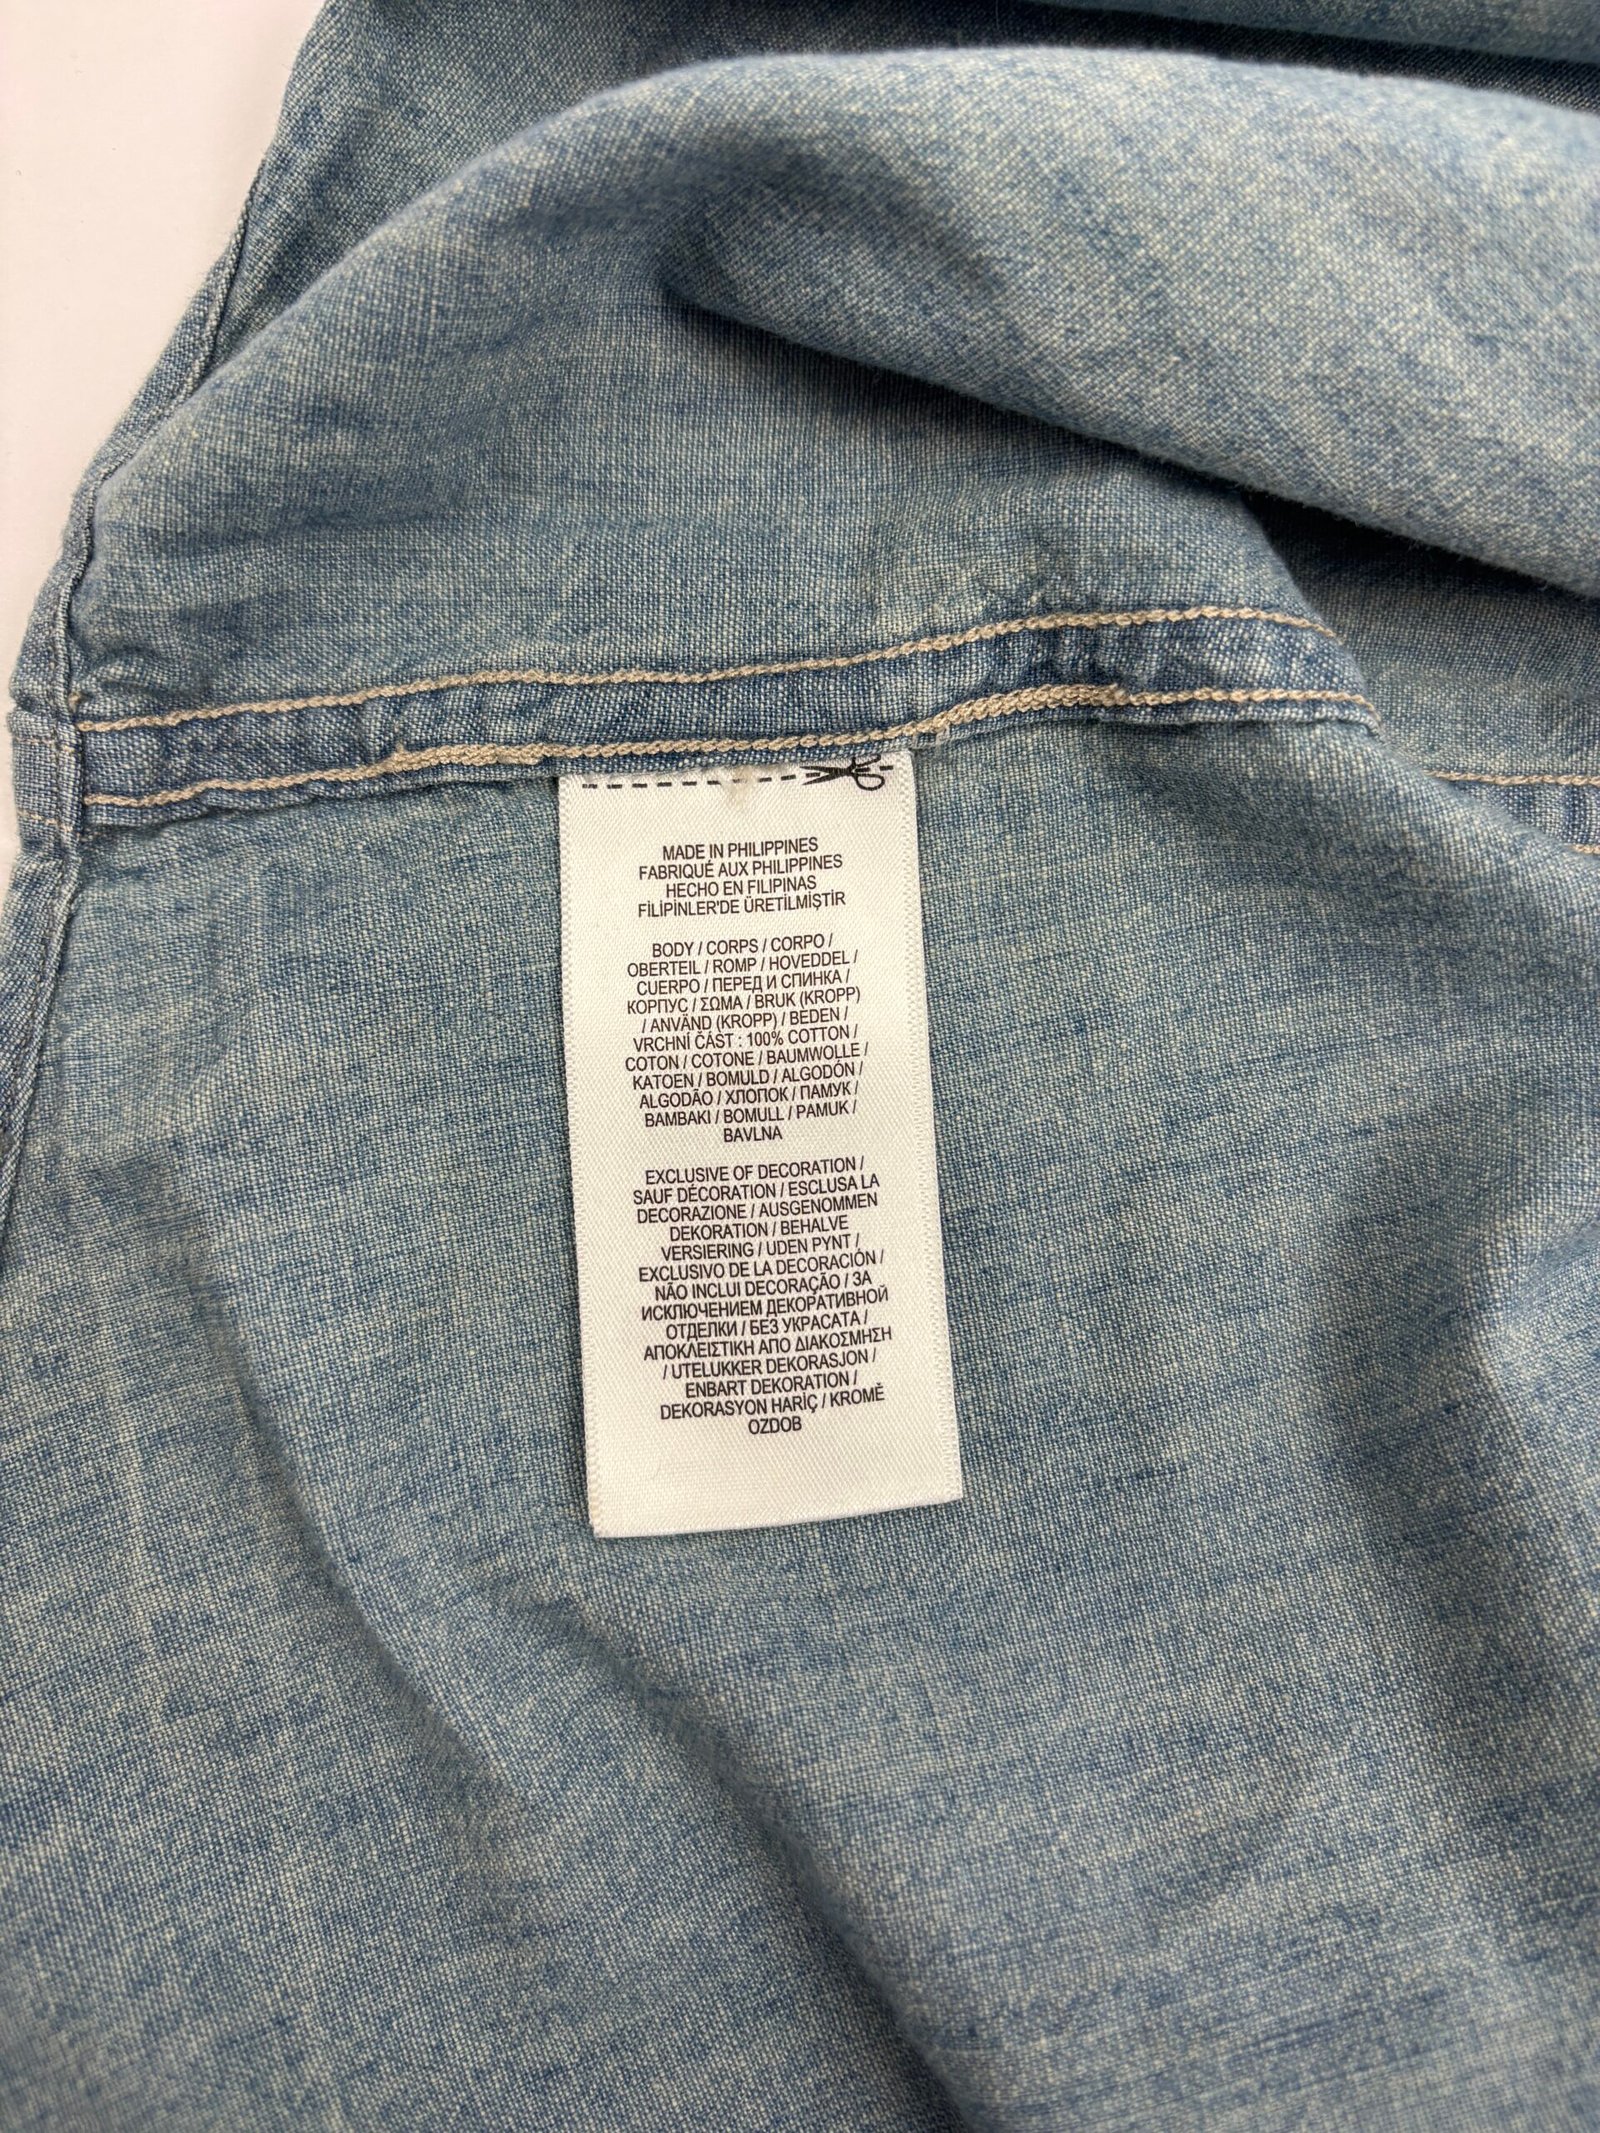 MADE IN PHILIPPINES
FABRIQUÉ AUX PHILIPPINES
HECHO EN FILIPINAS
FİLİPİNLER'DE ÜRETİLMİŞTİR
BODY / CORPS / CORPO /
OBERTEIL / ROMP / HOVEDDEL /
CUERPO / ПЕРЕД И СПИНКА /
КОРПУС / ΣΩΜΑ / BRUK (KROPP)
/ ANVÄND (KROPP) / BEDEN /
VRCHNÍ ČÁST : 100% COTTON /
COTON / COTONE / BAUMWOLLE /
KATOEN / BOMULD / ALGODÓN /
ALGODÃO / ХЛОПОК / ПАМУК /
BAMBAKI / BOMULL / PAMUK /
BAVLNA
EXCLUSIVE OF DECORATION /
SAUF DÉCORATION / ESCLUSA LA
DECORAZIONE / AUSGENOMMEN
DEKORATION / BEHALVE
VERSIERING / UDEN PYNT /
EXCLUSIVO DE LA DECORACIÓN /
NÃO INCLUI DECORAÇÃO / ЗА
ИСКЛЮЧЕНИЕМ ДЕКОРАТИВНОЙ
ОТДЕЛКИ / БЕЗ УКРАСАТА /
ΑΠΟΚΛΕΙΣΤΙΚΗ ΑΠΟ ΔΙΑΚΟΣΜΗΣΗ
/ UTELUKKER DEKORASJON /
ENBART DEKORATION /
DEKORASYON HARİÇ / KROMĚ
OZDOB